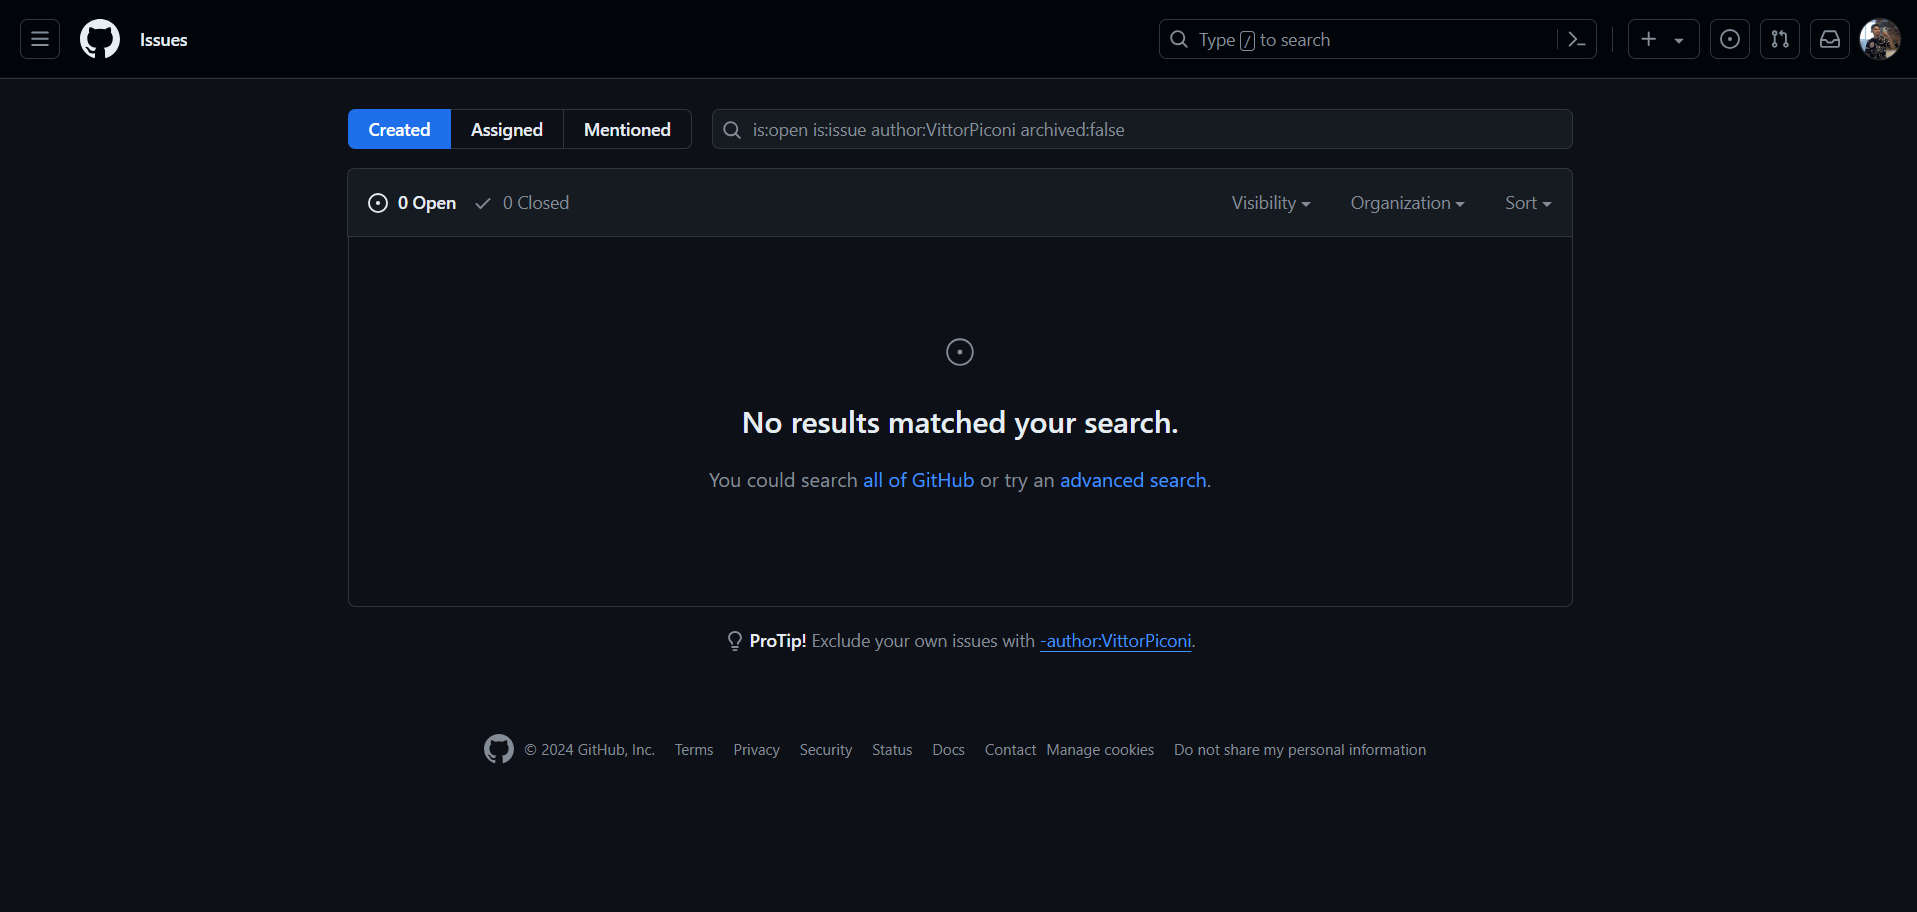 Issues
Type / to search
Created Assigned Mentioned
is:open is:issue author:VittorPiconi archived:false
0 Open 0 Closed Visibility Organization Sort
No results matched your search.
You could search all of GitHub or try an advanced search.
ProTip! Exclude your own issues with -author:VittorPiconi.
© 2024 GitHub, Inc. Terms Privacy Security Status Docs Contact Manage cookies Do not share my personal information